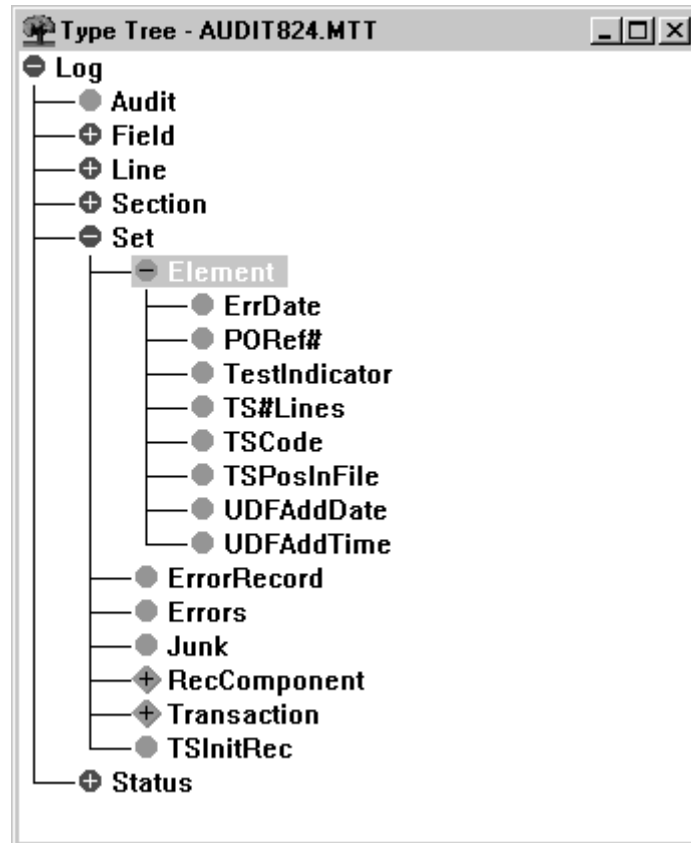 Type Tree - AUDIT824.MTT
Log
Audit
Field
Line
Section
Set
Element
ErrDate
PORef#
TestIndicator
TS#Lines
TSCode
TSPosInFile
UDFAddDate
UDFAddTime
ErrorRecord
Errors
Junk
RecComponent
Transaction
TSInitRec
Status